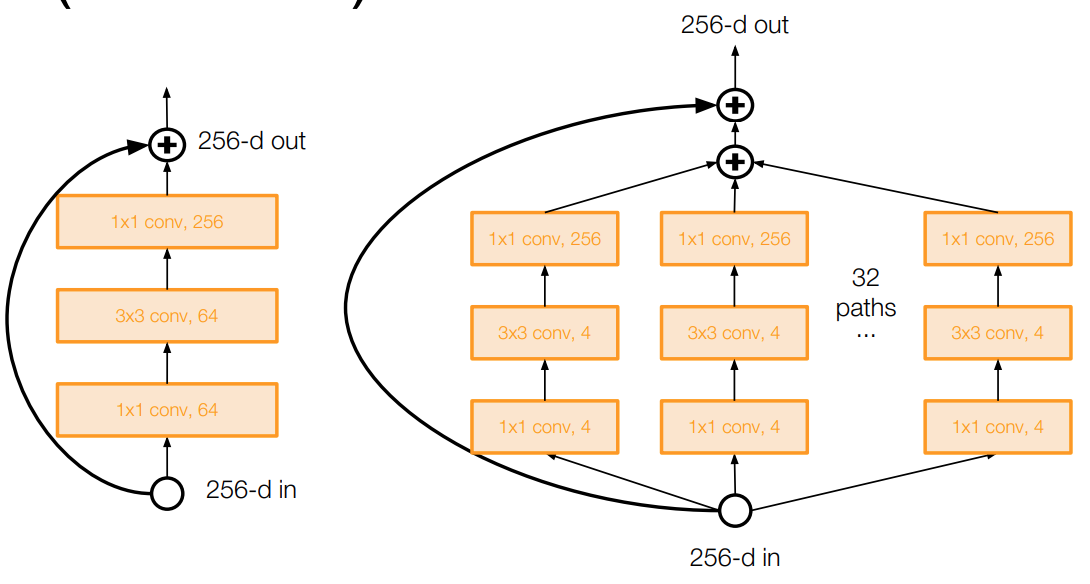 256-d out
1x1 conv, 256
3x3 conv, 64
1x1 conv, 64
256-d in
256-d out
1x1 conv, 256
1x1 conv, 256
1x1 conv, 256
32
paths
...
3x3 conv, 4
3x3 conv, 4
3x3 conv, 4
1x1 conv, 4
1x1 conv, 4
1x1 conv, 4
256-d in